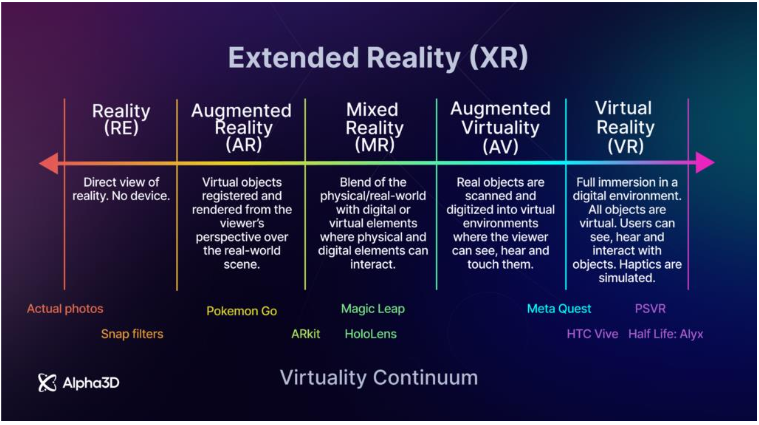 Extended Reality (XR)
Reality
(RE)
Augmented
Reality
(AR)
Mixed
Reality
(MR)
Augmented
Virtuality
(AV)
Virtual
Reality
(VR)
Direct view of
reality. No device.
Virtual objects
registered and
rendered from the
viewer's
perspective over
the real-world
scene.
Blend of the
physical/real-world
with digital or
virtual elements
where physical and
digital elements can
interact.
Real objects are
scanned and
digitized into virtual
environments
where the viewer
can see, hear and
touch them.
Full immersion in a
digital environment.
All objects are
virtual. Users can
see, hear and
interact with
objects. Haptics are
simulated.
Actual photos
Snap filters
Pokemon Go
ARkit
Magic Leap
HoloLens
Meta Quest
HTC Vive
PSVR
Half Life: Alyx
Alpha3D
Virtuality Continuum